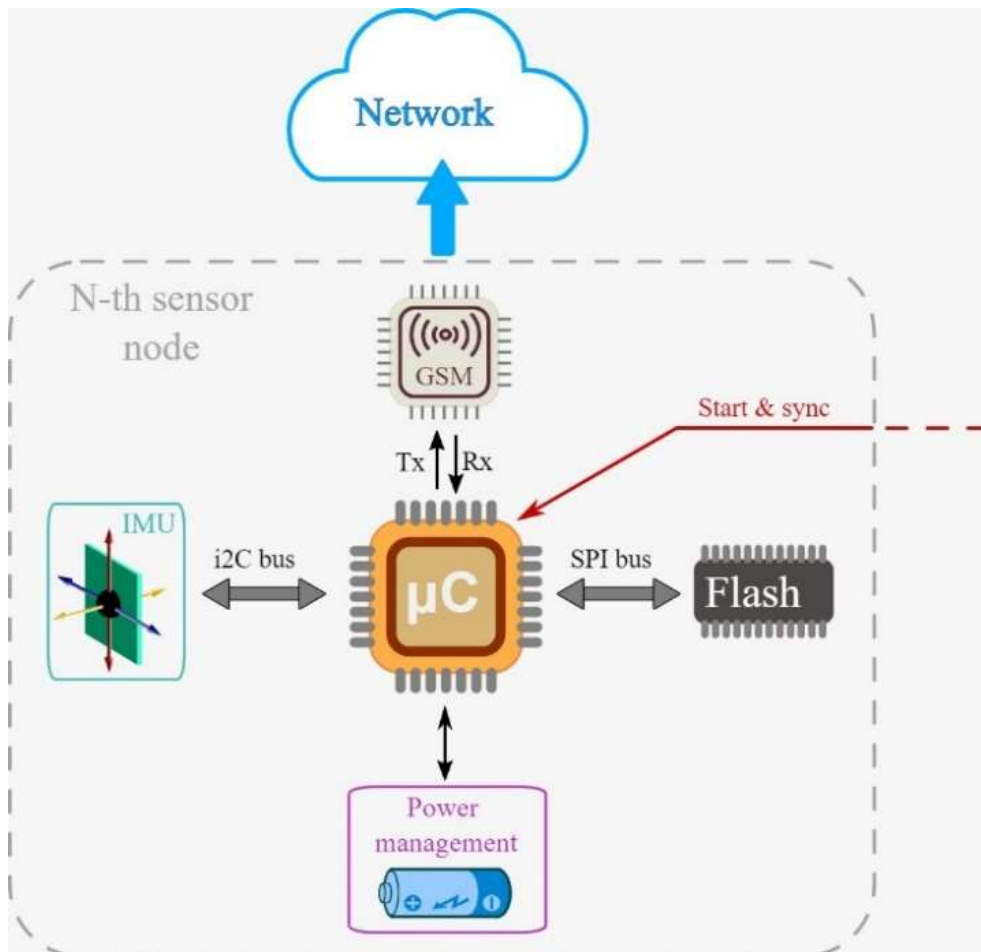 Network
N-th sensor
node
GSM
Start & sync
Tx
Rx
IMU
i2C bus
SPI bus
µC
Flash
Power
management